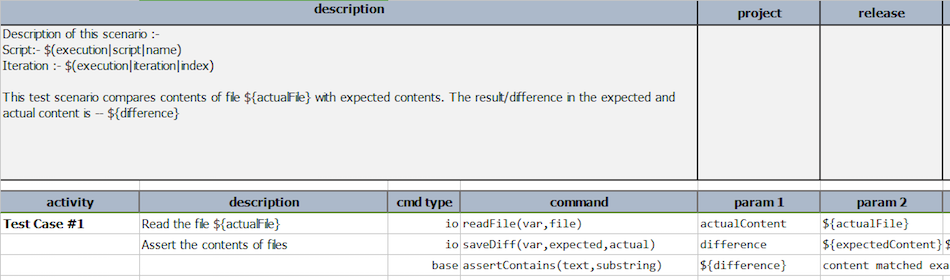 description project release
Description of this scenario :-
Script:- $(execution|script|name)
Iteration :- $(execution|iteration|index)
This test scenario compares contents of file ${actualFile} with expected contents. The result/difference in the expected and
actual content is -- ${difference}
activity description cmd type command param 1 param 2
Test Case #1 Read the file ${actualFile} io readFile(var,file) actualContent ${actualFile}
Assert the contents of files io saveDiff(var,expected,actual) difference ${expectedContent} $
base assertContains(text,substring) ${difference} content matched exa